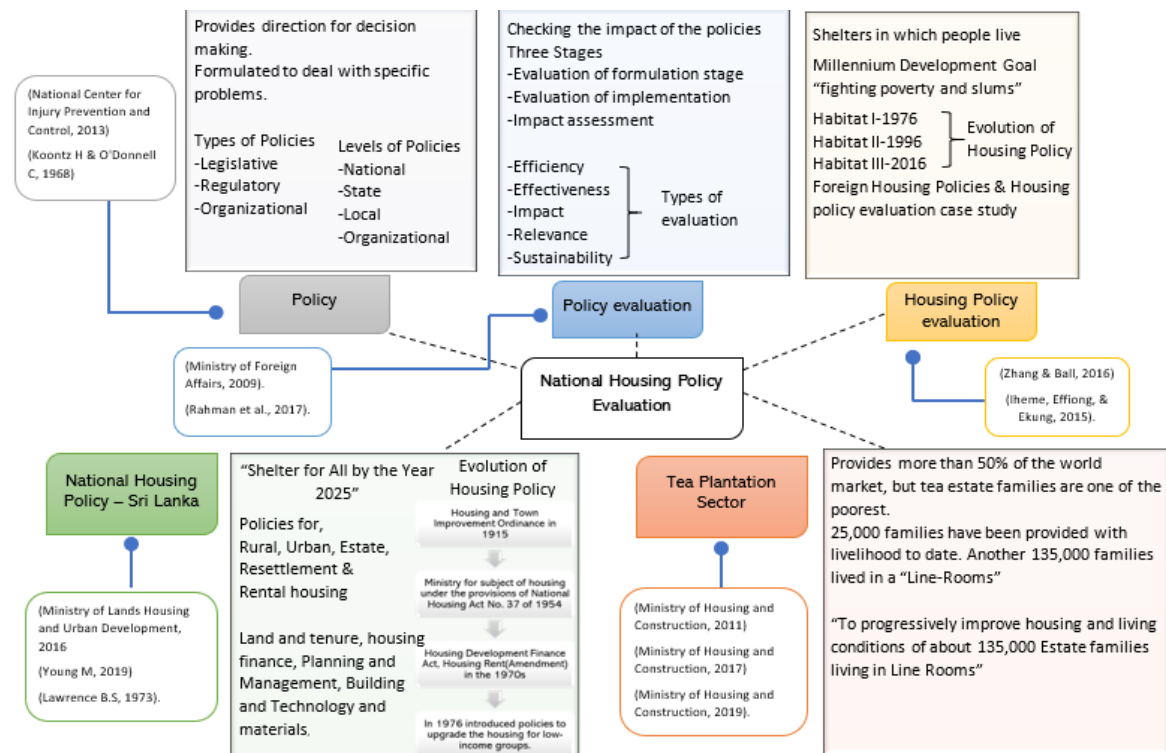 Provides direction for decision
making.
Formulated to deal with specific
problems.
Types of Policies
-Legislative
-Regulatory
-Organizational
Levels of Policies
-National
-State
-Local
-Organizational
Checking the impact of the policies
Three Stages
-Evaluation of formulation stage
-Evaluation of implementation
-Impact assessment
-Efficiency
-Effectiveness
-Impact
-Relevance
-Sustainability
Types of
evaluation
Shelters in which people live
Millennium Development Goal
“fighting poverty and slums”
Habitat I-1976
Habitat II-1996
Habitat III-2016
Evolution of
Housing Policy
Foreign Housing Policies & Housing
policy evaluation case study
(National Center for
Injury Prevention and
Control, 2013)
(Koontz H & O'Donnell
C, 1968)
Policy
Policy evaluation
Housing Policy
evaluation
(Ministry of Foreign
Affairs, 2009).
(Rahman et al., 2017).
National Housing Policy
Evaluation
(Zhang & Ball, 2016)
(Iheme, Effiong, &
Ekung, 2015).
National Housing
Policy – Sri Lanka
“Shelter for All by the Year
2025”
Policies for,
Rural, Urban, Estate,
Resettlement &
Rental housing
Land and tenure, housing
finance, Planning and
Management, Building
and Technology and
materials.
Evolution of
Housing Policy
Housing and Town
Improvement Ordinance in
1915
Ministry for subject of housing
under the provisions of National
Housing Act No. 37 of 1954
Housing Development Finance
Act, Housing Rent(Amendment)
in the 1970s
In 1976 introduced policies to
upgrade the housing for low-
income groups.
(Ministry of Lands Housing
and Urban Development,
2016
(Young M, 2019)
(Lawrence B.S, 1973).
Tea Plantation
Sector
(Ministry of Housing and
Construction, 2011)
(Ministry of Housing and
Construction, 2017)
(Ministry of Housing and
Construction, 2019).
Provides more than 50% of the world
market, but tea estate families are one of the
poorest.
25,000 families have been provided with
livelihood to date. Another 135,000 families
lived in a “Line-Rooms”
“To progressively improve housing and living
conditions of about 135,000 Estate families
living in Line Rooms”